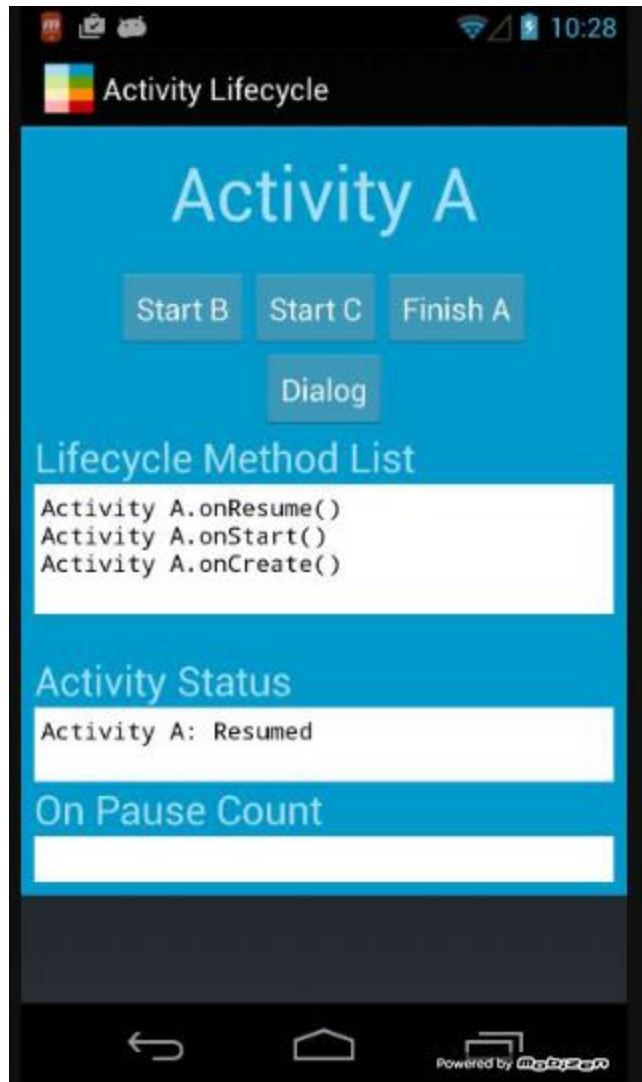 10:28
Activity Lifecycle
Activity A
Start B Start C Finish A
Dialog
Lifecycle Method List
Activity A.onResume()
Activity A.onStart()
Activity A.onCreate()
Activity Status
Activity A: Resumed
On Pause Count
Powered by Mobizen